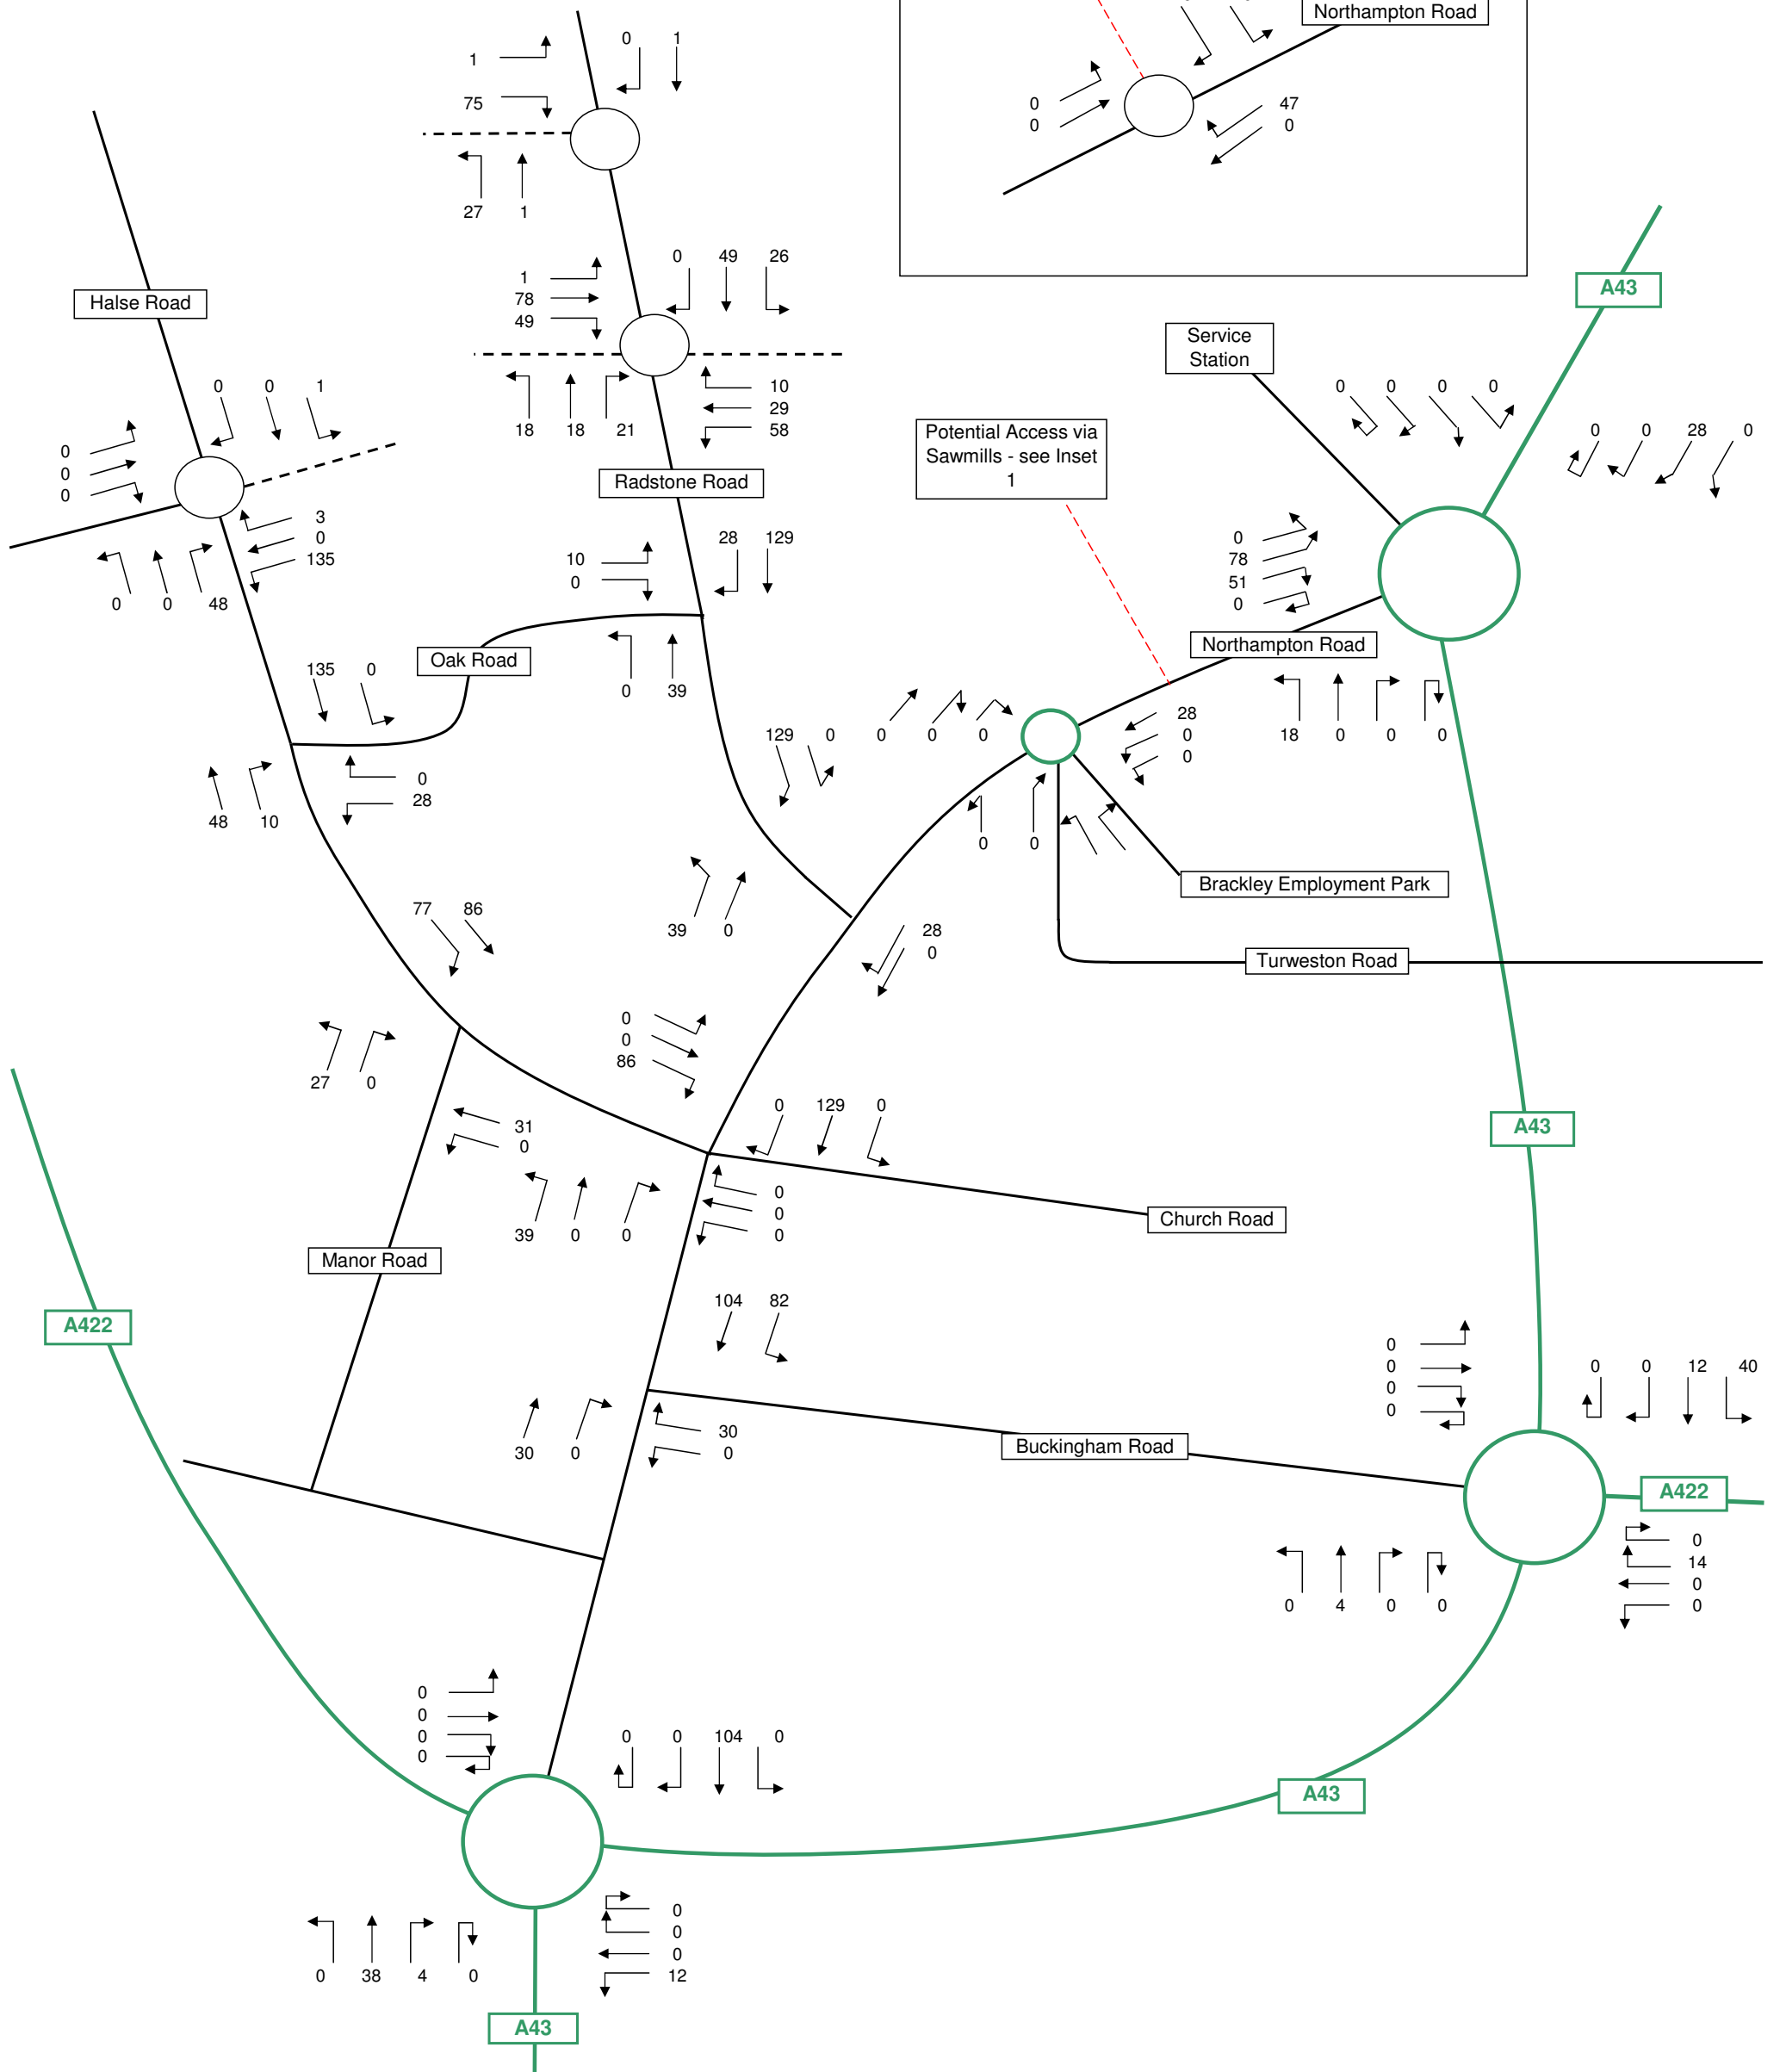 Northampton Road
0 1
1
75
27 1
0
0
47
0
0 49 26
1
78
49
A43
Halse Road
Service
Station
0 0 1
10
29
58
0 0 0 0
18 18 21
0 0 28 0
0
0
0
Potential Access via
Sawmills - see Inset
1
Radstone Road
3
0
135
28 129
0
78
51
0
10
0
0 0 48
Northampton Road
Oak Road
135 0
0 39
28
0
0
129 0 0 0 0
18 0 0 0
0
28
48 10
0 0
Brackley Employment Park
77 86
39 0
28
0
Turweston Road
0
0
86
27 0
0 129 0
31
0
A43
0
0
0
39 0 0
Church Road
Manor Road
104 82
A422
0
0
0
0
0 0 12 40
30
0
30 0
Buckingham Road
A422
0
14
0
0
0 4 0 0
0
0
0
0
0 0 104 0
A43
0
0
0
12
0 38 4 0
A43